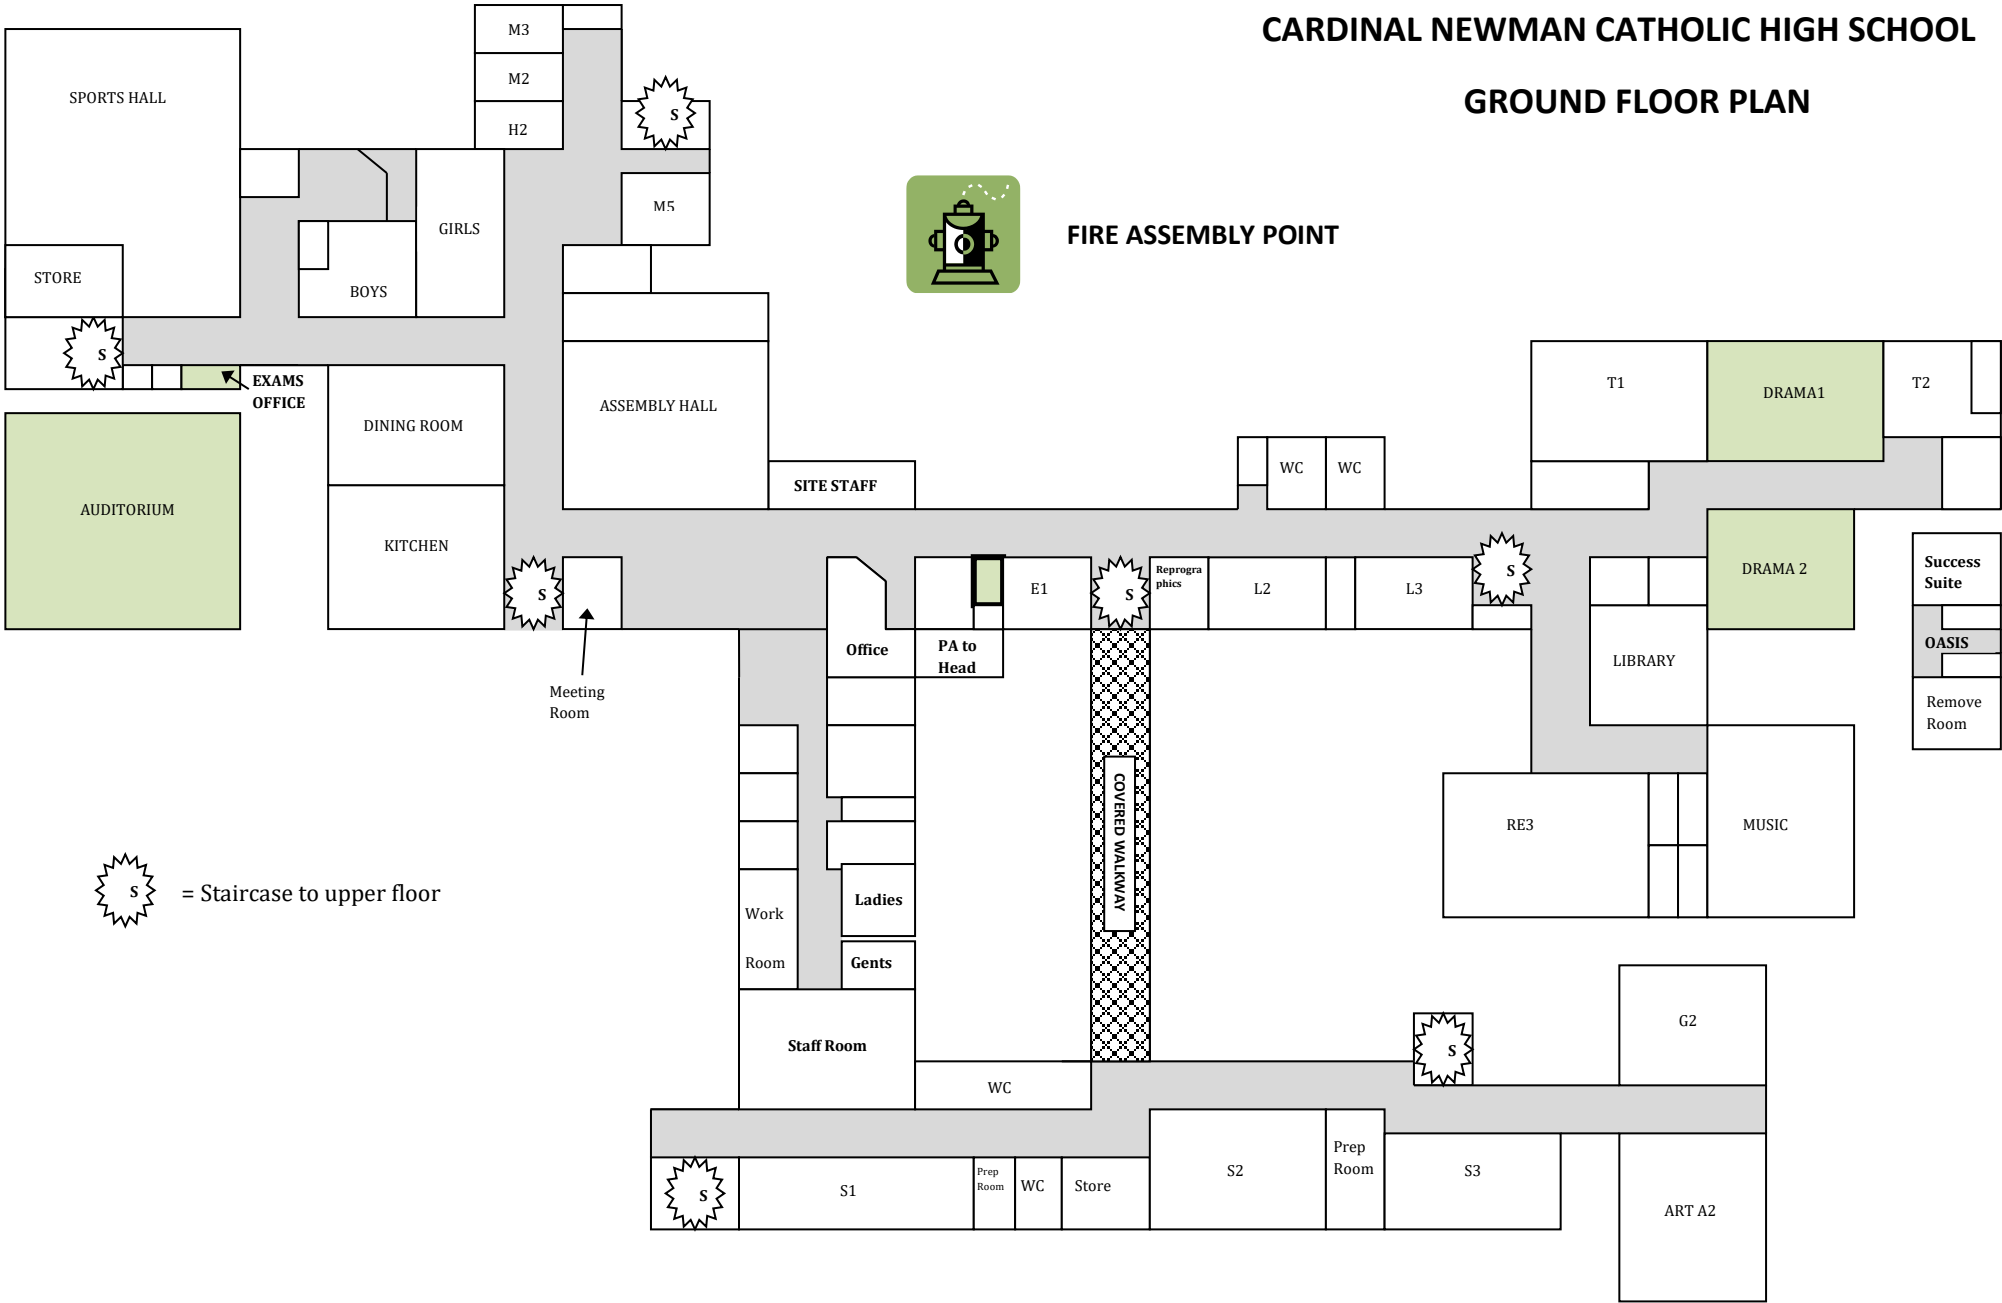 CARDINAL NEWMAN CATHOLIC HIGH SCHOOL
GROUND FLOOR PLAN
M3
M2
H2
S
SPORTS HALL
M5
GIRLS
FIRE ASSEMBLY POINT
STORE
BOYS
S
EXAMS
OFFICE
T1
DRAMA1
T2
ASSEMBLY HALL
DINING ROOM
WC
WC
SITE STAFF
AUDITORIUM
KITCHEN
S
E1
S
Reprogra
phics
L2
L3
S
DRAMA 2
Success
Suite
Office
PA to
Head
LIBRARY
OASIS
Meeting
Room
Remove
Room
COVERED WALKWAY
RE3
MUSIC
S
= Staircase to upper floor
Work
Room
Ladies
Gents
Staff Room
G2
S
WC
S
S1
Prep
Room
WC
Store
S2
Prep
Room
S3
ART A2